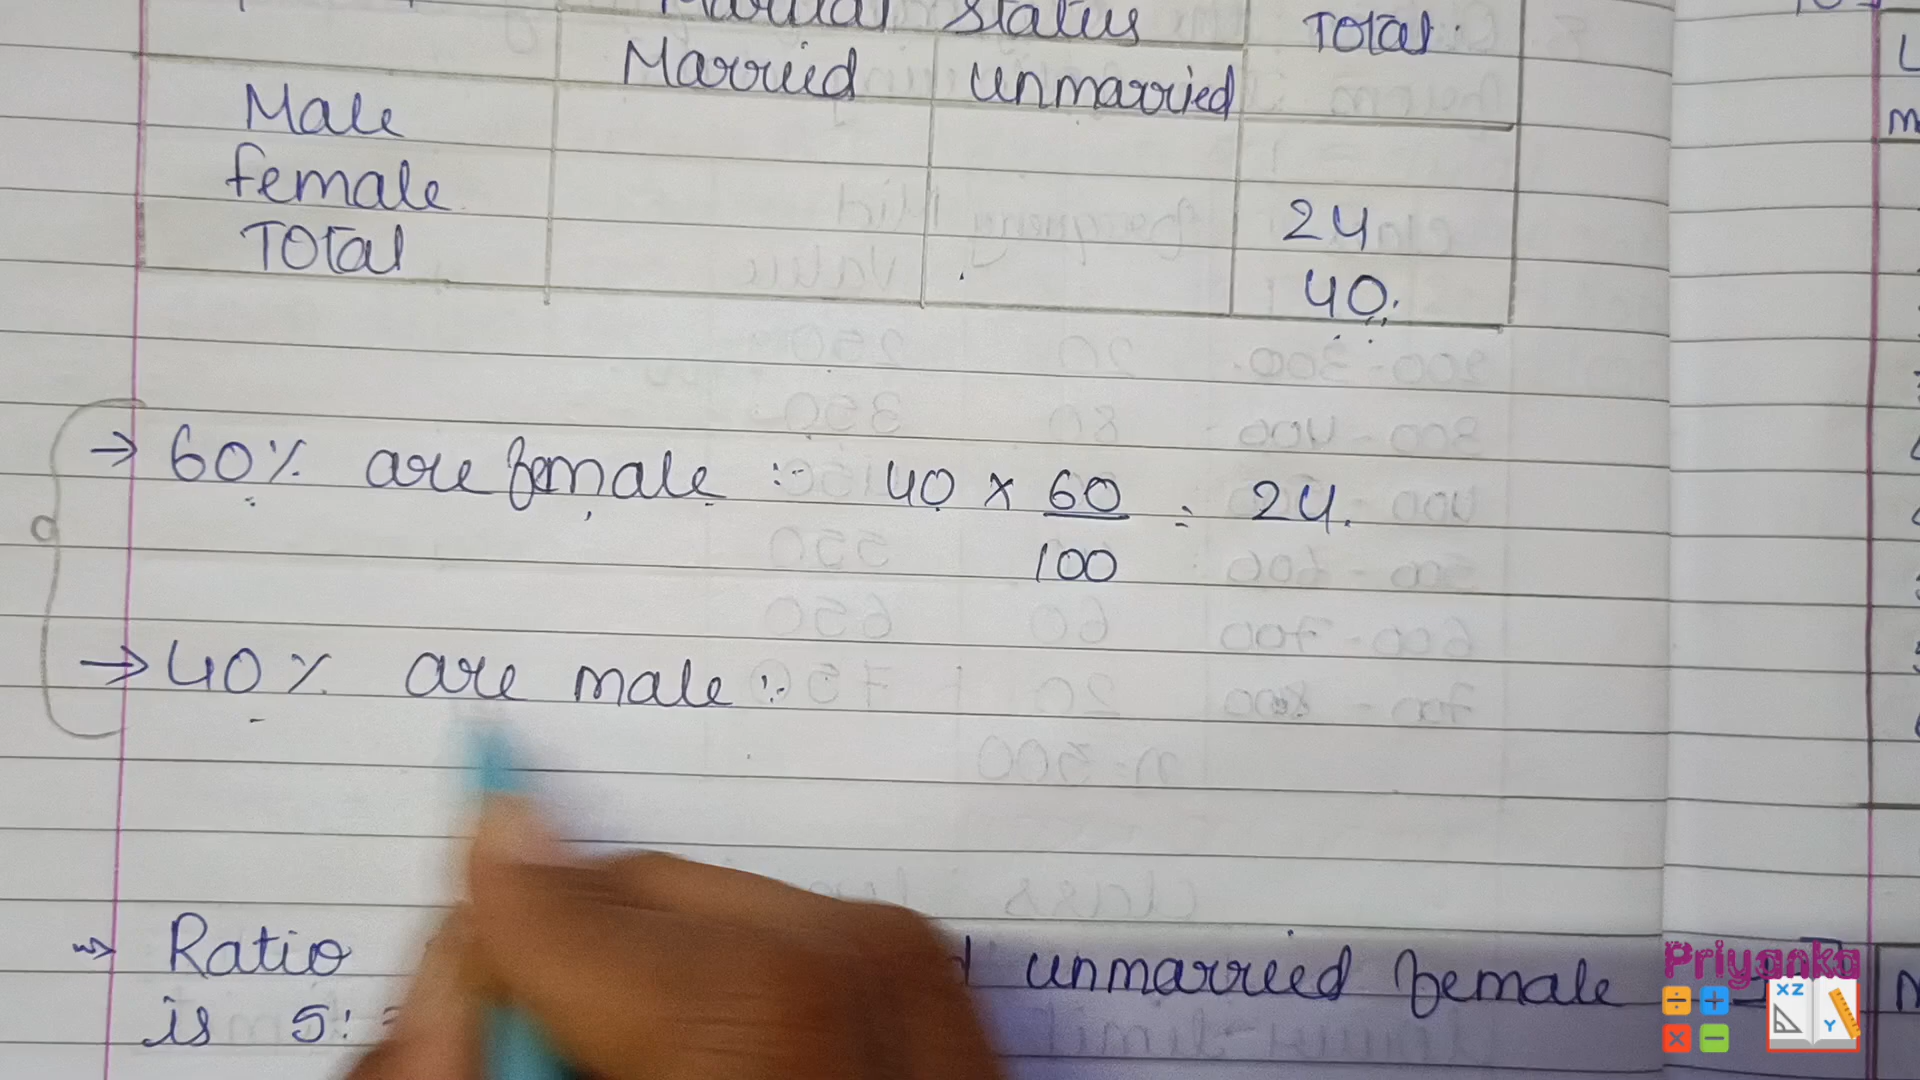 Marital Status Total.
Married unmarried
Male
female 24
Total 40.
→ 60% are female :- 40 × 60 = 24.
100
→ 40% are male :-
⇒ Ratio unmarried female
is 5:
Priyanka